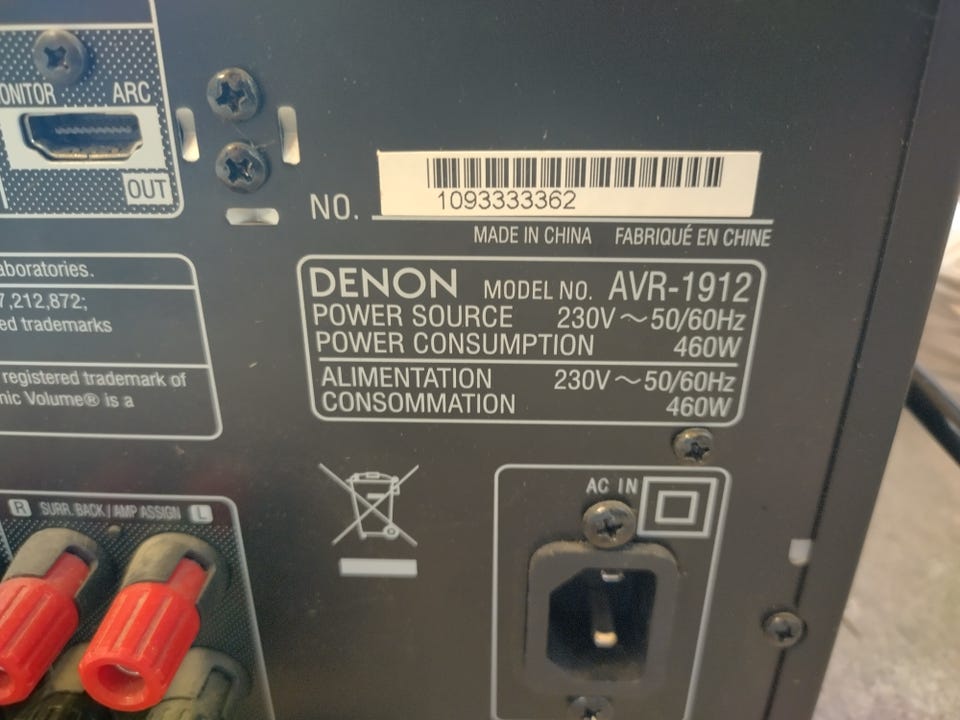 ONITOR ARC
OUT
NO. 1093333362
MADE IN CHINA FABRIQUÉ EN CHINE
aboratories.
7,212,872;
ed trademarks
registered trademark of
nic Volume® is a
DENON MODEL NO. AVR-1912
POWER SOURCE 230V ~ 50/60Hz
POWER CONSUMPTION 460W
ALIMENTATION 230V ~ 50/60Hz
CONSOMMATION 460W
R SURR. BACK / AMP ASSIGN L
AC IN